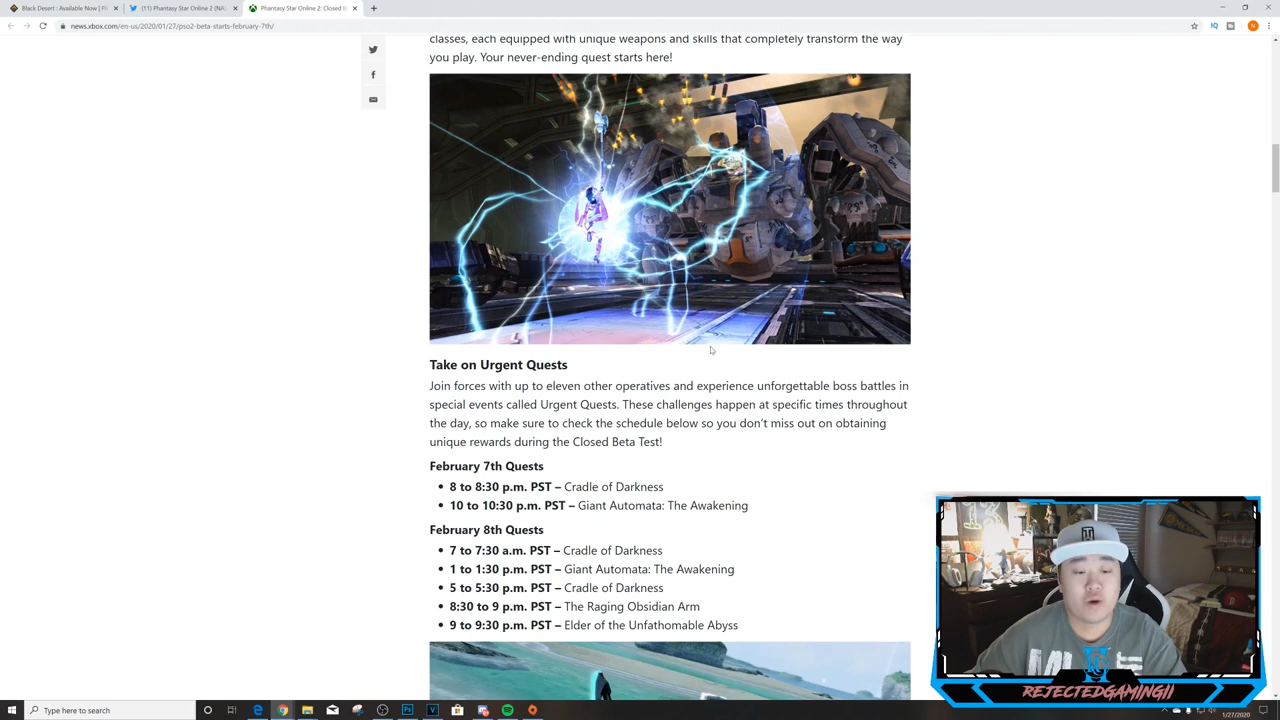 Black Desert : Available Now | Pl
(11) Phantasy Star Online 2 (NA)
Phantasy Star Online 2: Closed B
news.xbox.com/en-us/2020/01/27/pso2-beta-starts-february-7th/
classes, each equipped with unique weapons and skills that completely transform the way
you play. Your never-ending quest starts here!
Take on Urgent Quests
Join forces with up to eleven other operatives and experience unforgettable boss battles in
special events called Urgent Quests. These challenges happen at specific times throughout
the day, so make sure to check the schedule below so you don't miss out on obtaining
unique rewards during the Closed Beta Test!
February 7th Quests
• 8 to 8:30 p.m. PST – Cradle of Darkness
• 10 to 10:30 p.m. PST – Giant Automata: The Awakening
February 8th Quests
• 7 to 7:30 a.m. PST – Cradle of Darkness
• 1 to 1:30 p.m. PST – Giant Automata: The Awakening
• 5 to 5:30 p.m. PST – Cradle of Darkness
• 8:30 to 9 p.m. PST – The Raging Obsidian Arm
• 9 to 9:30 p.m. PST – Elder of the Unfathomable Abyss
REJECTEDGAMING11
Type here to search
1/27/2020